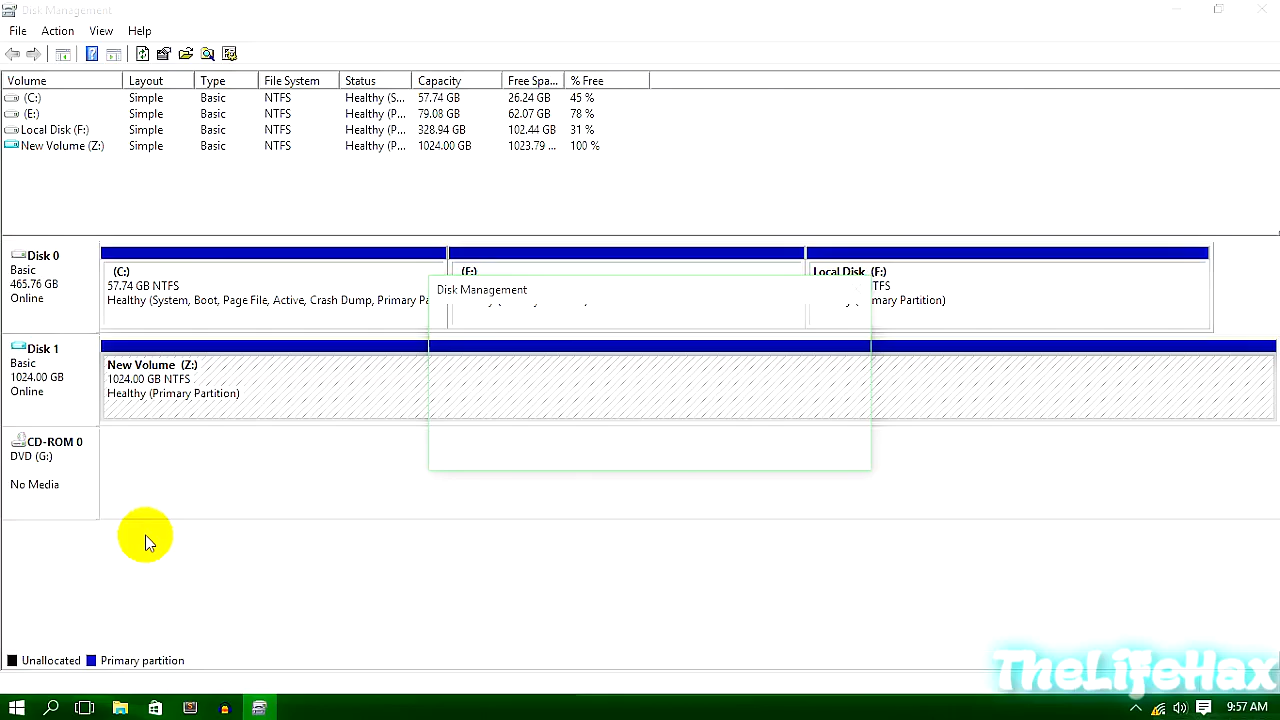 Disk Management
File Action View Help
Volume Layout Type File System Status Capacity Free Spa... % Free
(C:) Simple Basic NTFS Healthy (S... 57.74 GB 26.24 GB 45 %
(E:) Simple Basic NTFS Healthy (P... 79.08 GB 62.07 GB 78 %
Local Disk (F:) Simple Basic NTFS Healthy (P... 328.94 GB 102.44 GB 31 %
New Volume (Z:) Simple Basic NTFS Healthy (P... 1024.00 GB 1023.79 ... 100 %
Disk 0
Basic
465.76 GB
Online
(C:)
57.74 GB NTFS
Healthy (System, Boot, Page File, Active, Crash Dump, Primary Pa
(E:)
Local Disk (F:)
TFS
mary Partition)
Disk Management
Disk 1
Basic
1024.00 GB
Online
New Volume (Z:)
1024.00 GB NTFS
Healthy (Primary Partition)
CD-ROM 0
DVD (G:)
No Media
Unallocated Primary partition
TheLifeHax
9:57 AM